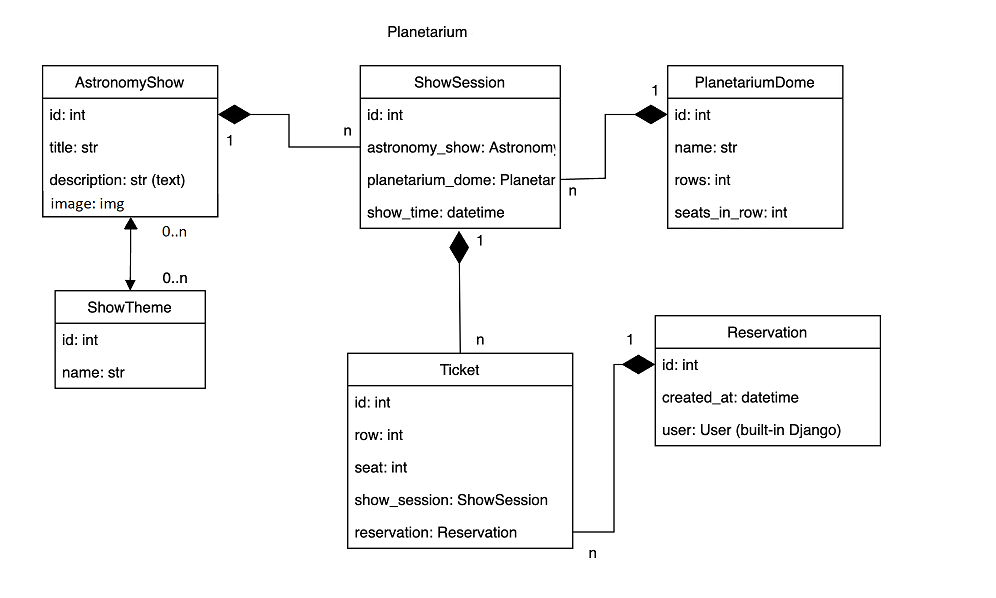 Planetarium
AstronomyShow
id: int
title: str
description: str (text)
image: img
1
n
ShowSession
id: int
astronomy_show: Astronomy
planetarium_dome: Planetar
show_time: datetime
1
n
PlanetariumDome
id: int
name: str
rows: int
seats_in_row: int
0..n
0..n
ShowTheme
id: int
name: str
1
n
Ticket
id: int
row: int
seat: int
show_session: ShowSession
reservation: Reservation
1
n
Reservation
id: int
created_at: datetime
user: User (built-in Django)